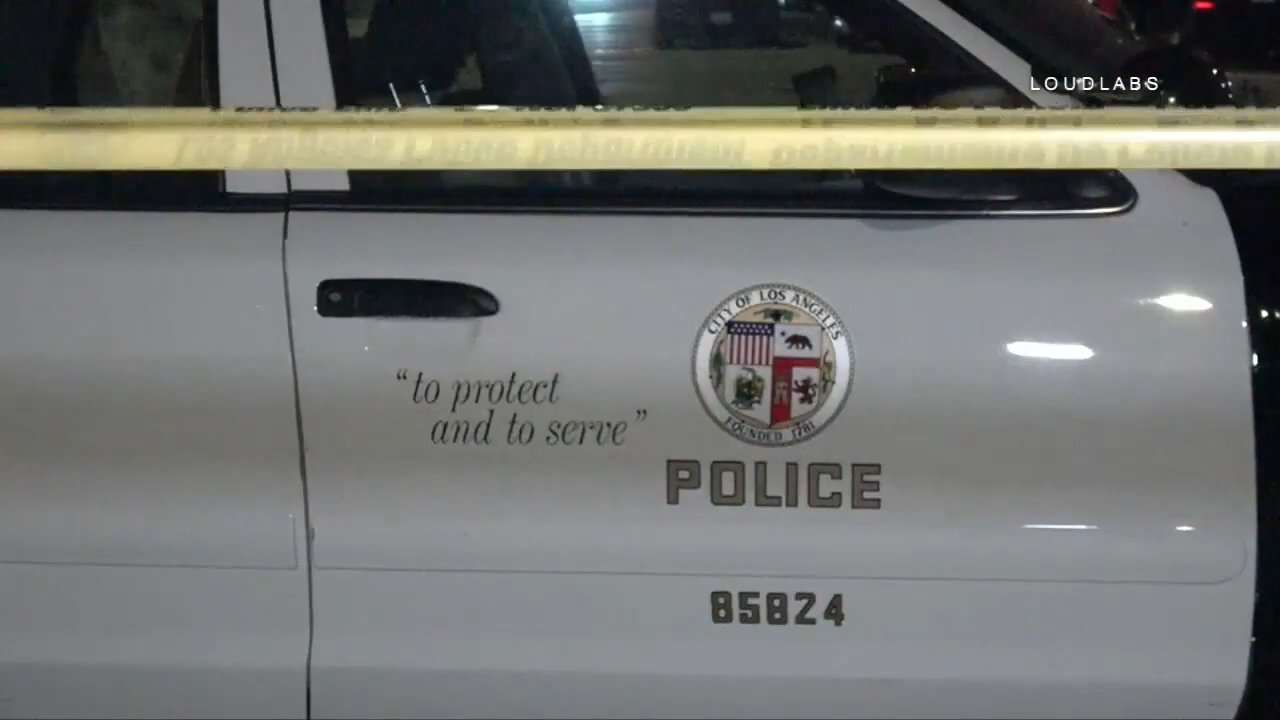 LOUDLABS
CITY OF LOS ANGELES
FOUNDED 1781
“to protect
and to serve”
POLICE
85824